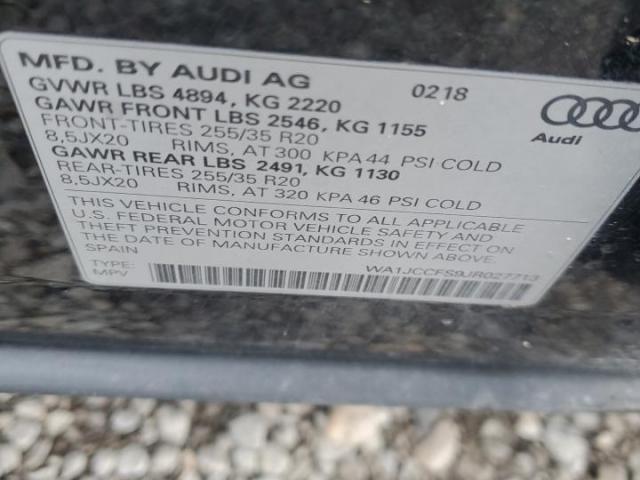 MFD. BY AUDI AG 0218
GVWR LBS 4894, KG 2220
GAWR FRONT LBS 2546, KG 1155
FRONT-TIRES 255/35 R20
8,5JX20 RIMS, AT 300 KPA 44 PSI COLD
GAWR REAR LBS 2491, KG 1130
REAR-TIRES 255/35 R20
8,5JX20 RIMS, AT 320 KPA 46 PSI COLD
THIS VEHICLE CONFORMS TO ALL APPLICABLE
U.S. FEDERAL MOTOR VEHICLE SAFETY AND
THEFT PREVENTION STANDARDS IN EFFECT ON
THE DATE OF MANUFACTURE SHOWN ABOVE.
SPAIN
TYPE:
MPV
WA1JCCFS9JR027713
Audi